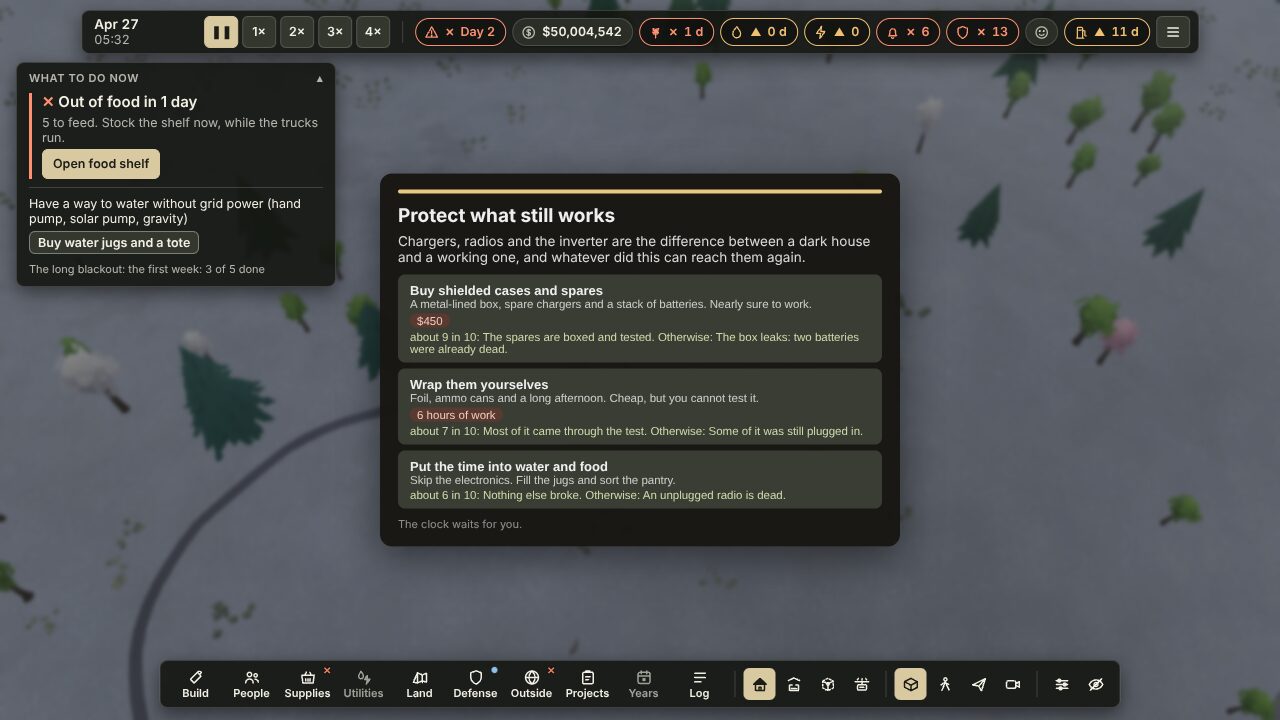 Apr 27
05:32
1×
2×
3×
4×
Day 2
$50,004,542
1 d
0 d
0
6
13
11 d
WHAT TO DO NOW
Out of food in 1 day
5 to feed. Stock the shelf now, while the trucks
run.
Open food shelf
Have a way to water without grid power (hand
pump, solar pump, gravity)
Buy water jugs and a tote
The long blackout: the first week: 3 of 5 done
Protect what still works
Chargers, radios and the inverter are the difference between a dark house
and a working one, and whatever did this can reach them again.
Buy shielded cases and spares
A metal-lined box, spare chargers and a stack of batteries. Nearly sure to work.
$450
about 9 in 10: The spares are boxed and tested. Otherwise: The box leaks: two batteries
were already dead.
Wrap them yourselves
Foil, ammo cans and a long afternoon. Cheap, but you cannot test it.
6 hours of work
about 7 in 10: Most of it came through the test. Otherwise: Some of it was still plugged in.
Put the time into water and food
Skip the electronics. Fill the jugs and sort the pantry.
about 6 in 10: Nothing else broke. Otherwise: An unplugged radio is dead.
The clock waits for you.
Build
People
Supplies
Utilities
Land
Defense
Outside
Projects
Years
Log